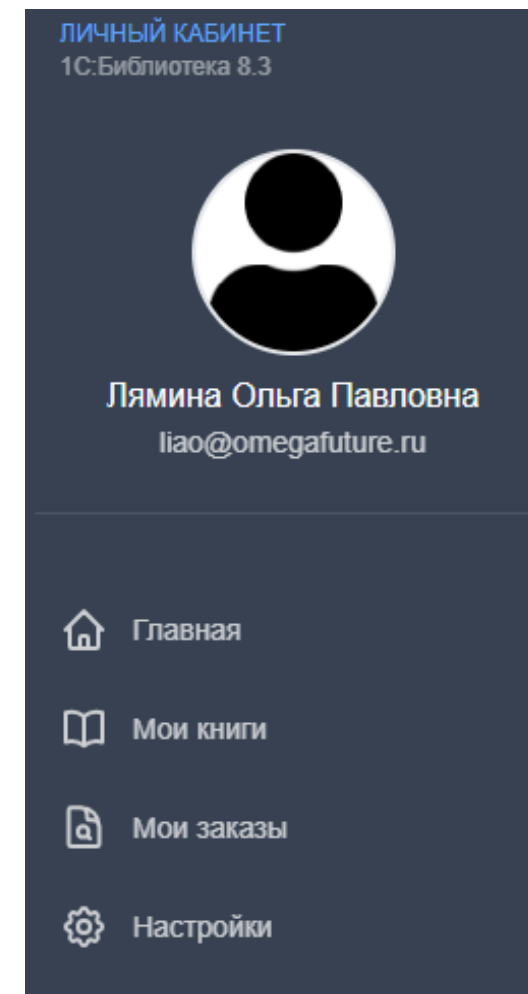 ЛИЧНЫЙ КАБИНЕТ
1С:Библиотека 8.3
Лямина Ольга Павловна
liao@omegafuture.ru
Главная
Мои книги
Мои заказы
Настройки